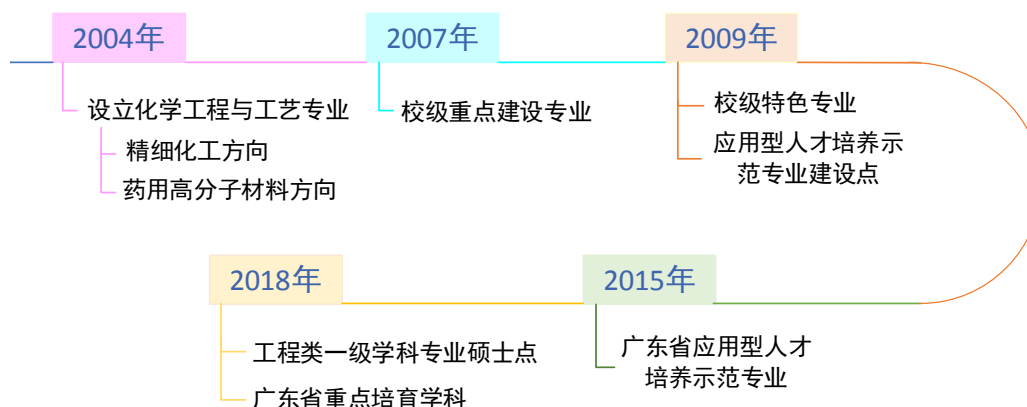 2004年
设立化学工程与工艺专业
精细化工方向
药用高分子材料方向
2007年
校级重点建设专业
2009年
校级特色专业
应用型人才培养示
范专业建设点
2015年
广东省应用型人才
培养示范专业
2018年
工程类一级学科专业硕士点
广东省重点培育学科